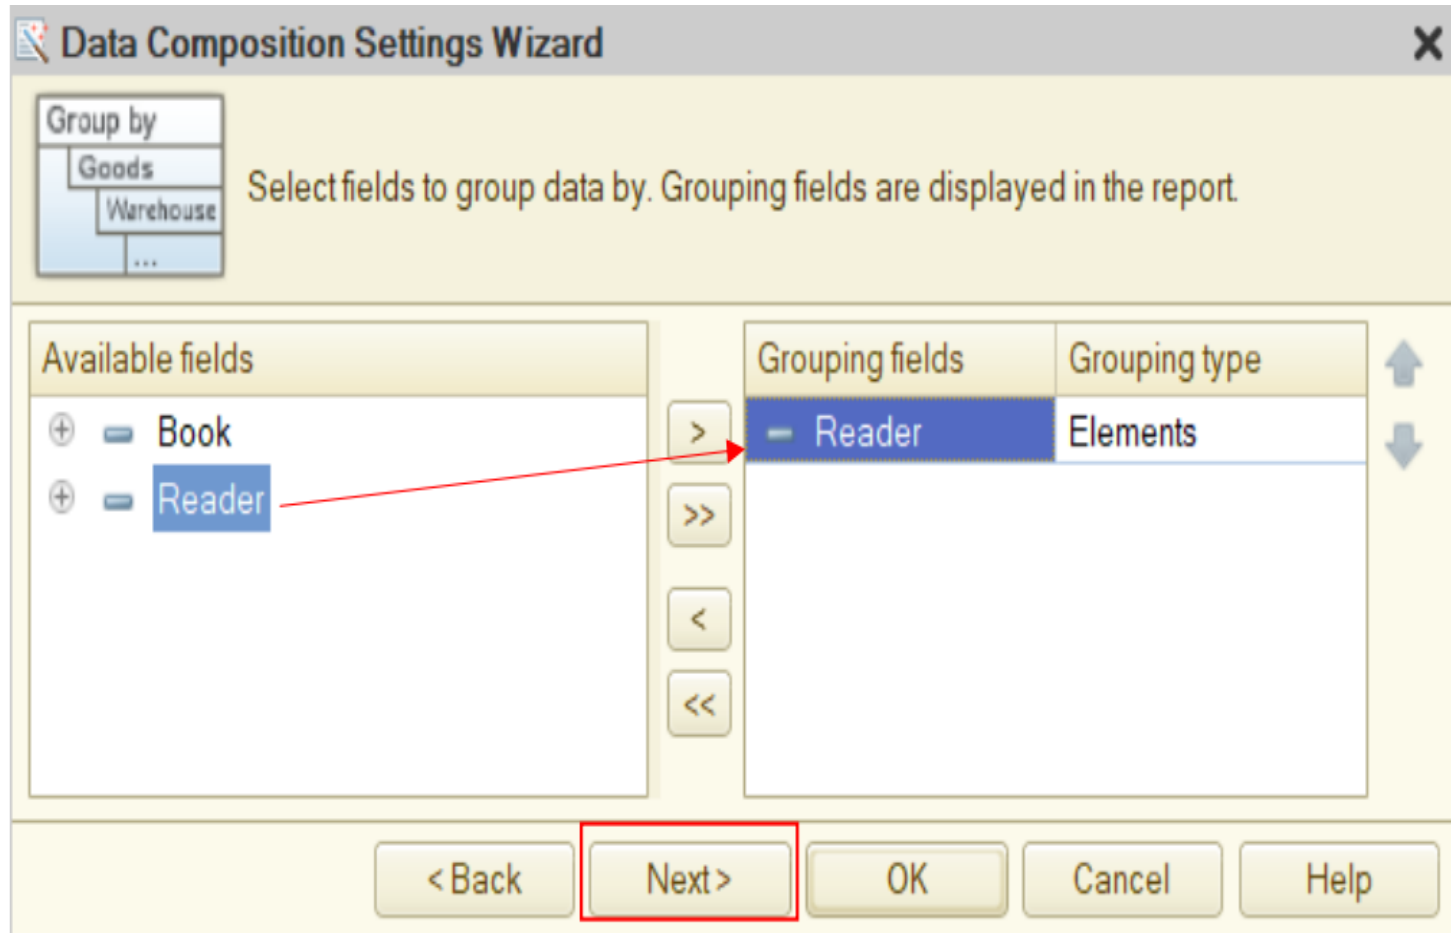 Data Composition Settings Wizard
Group by
Goods
Warehouse
...
Select fields to group data by. Grouping fields are displayed in the report.
Available fields
Book
Reader
>
>>
<
<<
Grouping fields Grouping type
Reader Elements
< Back Next > OK Cancel Help